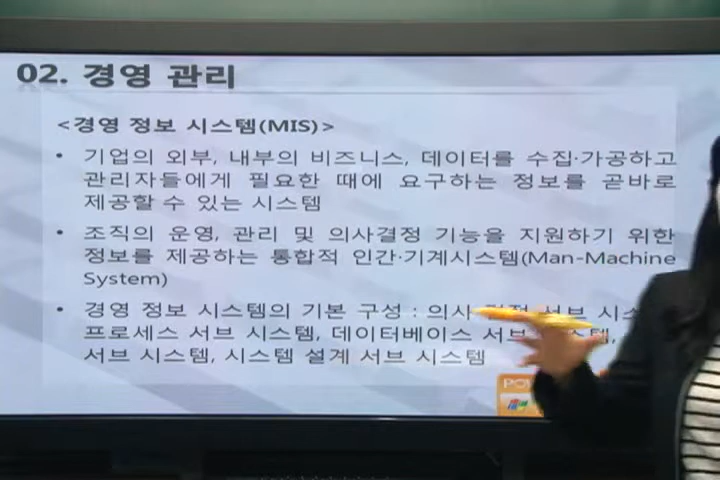 02. 경영 관리
<경영 정보 시스템(MIS)>
• 기업의 외부, 내부의 비즈니스, 데이터를 수집·가공하고
관리자들에게 필요한 때에 요구하는 정보를 곧바로
제공할 수 있는 시스템
• 조직의 운영, 관리 및 의사결정 기능을 지원하기 위한
정보를 제공하는 통합적 인간·기계시스템(Man-Machine
System)
• 경영 정보 시스템의 기본 구성 : 의사 서브
프로세스 서브 시스템, 데이터베이스 서브
서브 시스템, 시스템 설계 서브 시스템